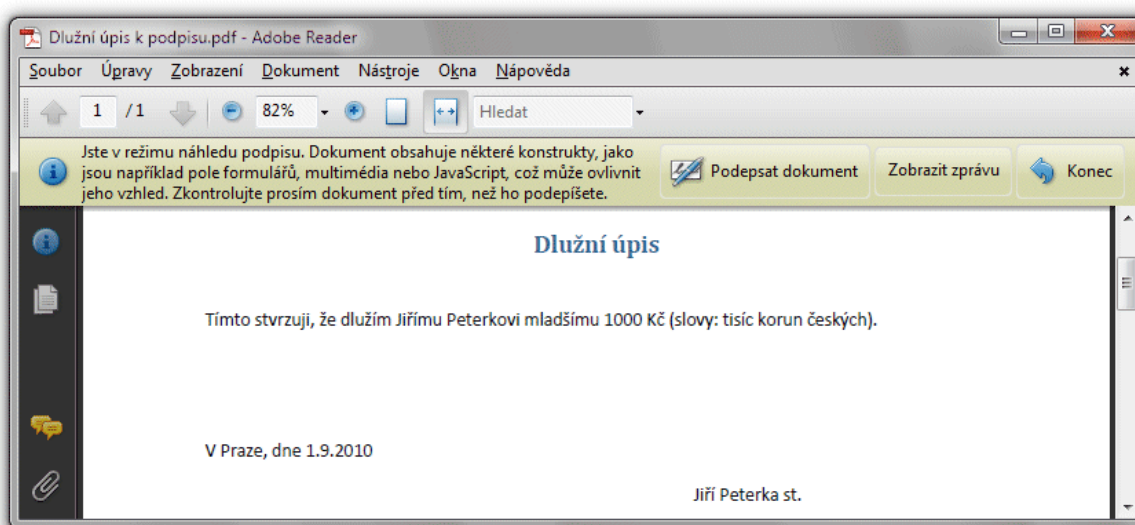 Dlužní úpis k podpisu.pdf - Adobe Reader
Soubor Úpravy Zobrazení Dokument Nástroje Okna Nápověda
1 / 1 82% Hledat
Jste v režimu náhledu podpisu. Dokument obsahuje některé konstrukty, jako
jsou například pole formulářů, multimédia nebo JavaScript, což může ovlivnit
jeho vzhled. Zkontrolujte prosím dokument před tím, než ho podepíšete.
Podepsat dokument Zobrazit zprávu Konec
Dlužní úpis
Tímto stvrzuji, že dlužím Jiřímu Peterkovi mladšímu 1000 Kč (slovy: tisíc korun českých).
V Praze, dne 1.9.2010
Jiří Peterka st.